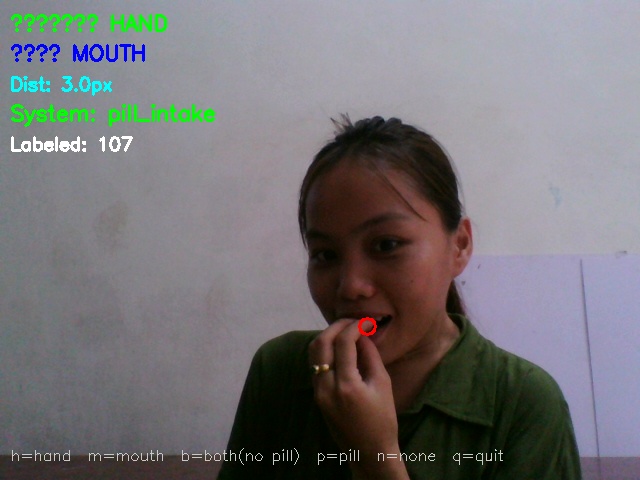 ??????? HAND
???? MOUTH
Dist: 3.0px
System: pill_intake
Labeled: 107
h=hand m=mouth b=both(no pill) p=pill n=none q=quit